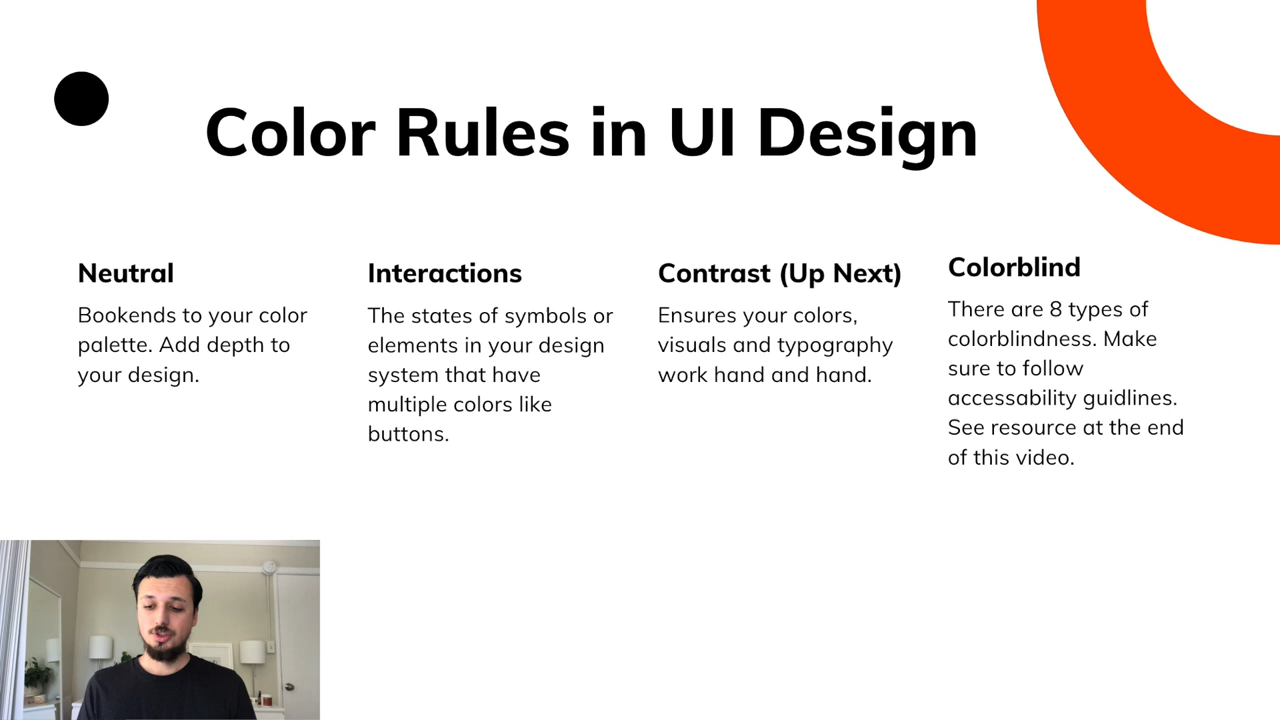 Color Rules in UI Design
Neutral
Bookends to your color
palette. Add depth to
your design.
Interactions
The states of symbols or
elements in your design
system that have
multiple colors like
buttons.
Contrast (Up Next)
Ensures your colors,
visuals and typography
work hand and hand.
Colorblind
There are 8 types of
colorblindness. Make
sure to follow
accessability guidlines.
See resource at the end
of this video.